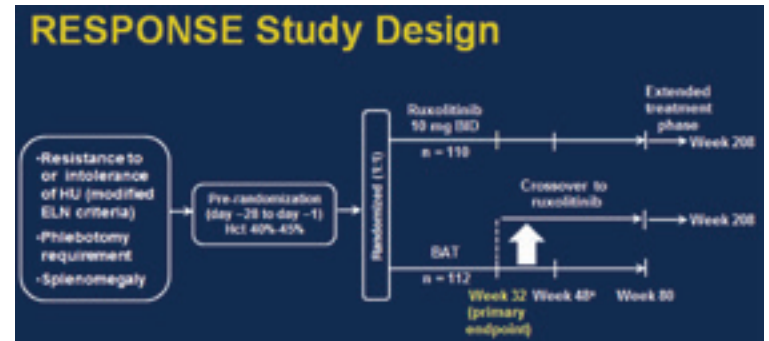 RESPONSE Study Design
•Resistance to
or intolerance
of HU (modified
ELN criteria)
•Phlebotomy
requirement
•Splenomegaly
Pre-randomization
(day –28 to day –1)
Hct 40%-45%
Randomized (1:1)
Ruxolitinib
10 mg BID
n = 110
Extended
treatment
phase
Week 208
Crossover to
ruxolitinib
Week 208
BAT
n = 112
Week 32
(primary
endpoint)
Week 48
Week 80